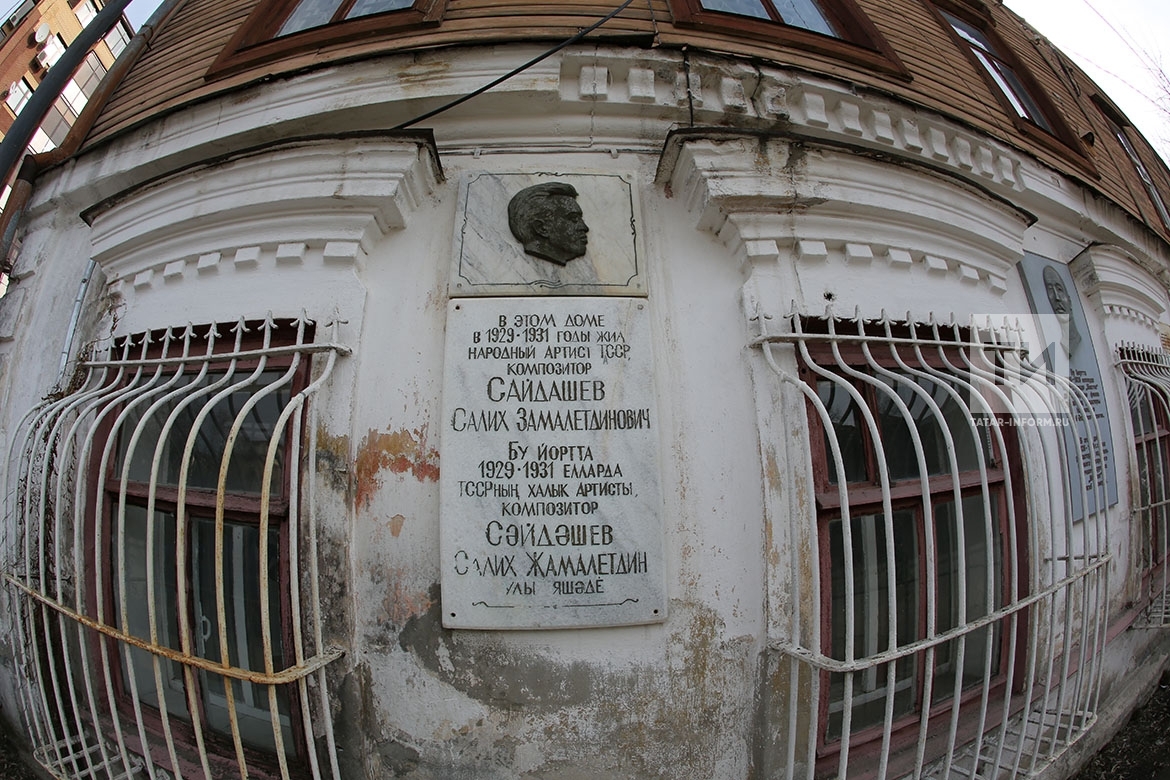 В ЭТОМ ДОМЕ
В 1929-1931 ГОДЫ ЖИЛ
НАРОДНЫЙ АРТИСТ ТССР,
КОМПОЗИТОР
САЙДАШЕВ
САЛИХ ЗАМАЛЕТДИНОВИЧ
БУ ЙОРТТА
1929-1931 ЕЛЛАРДА
ТССРНЫҢ ХАЛЫК АРТИСТЫ,
КОМПОЗИТОР
СӘЙДӘШЕВ
САЛИХ ҖАМАЛЕТДИН
УЛЫ ЯШӘДЕ
TATAR-INFORM.RU